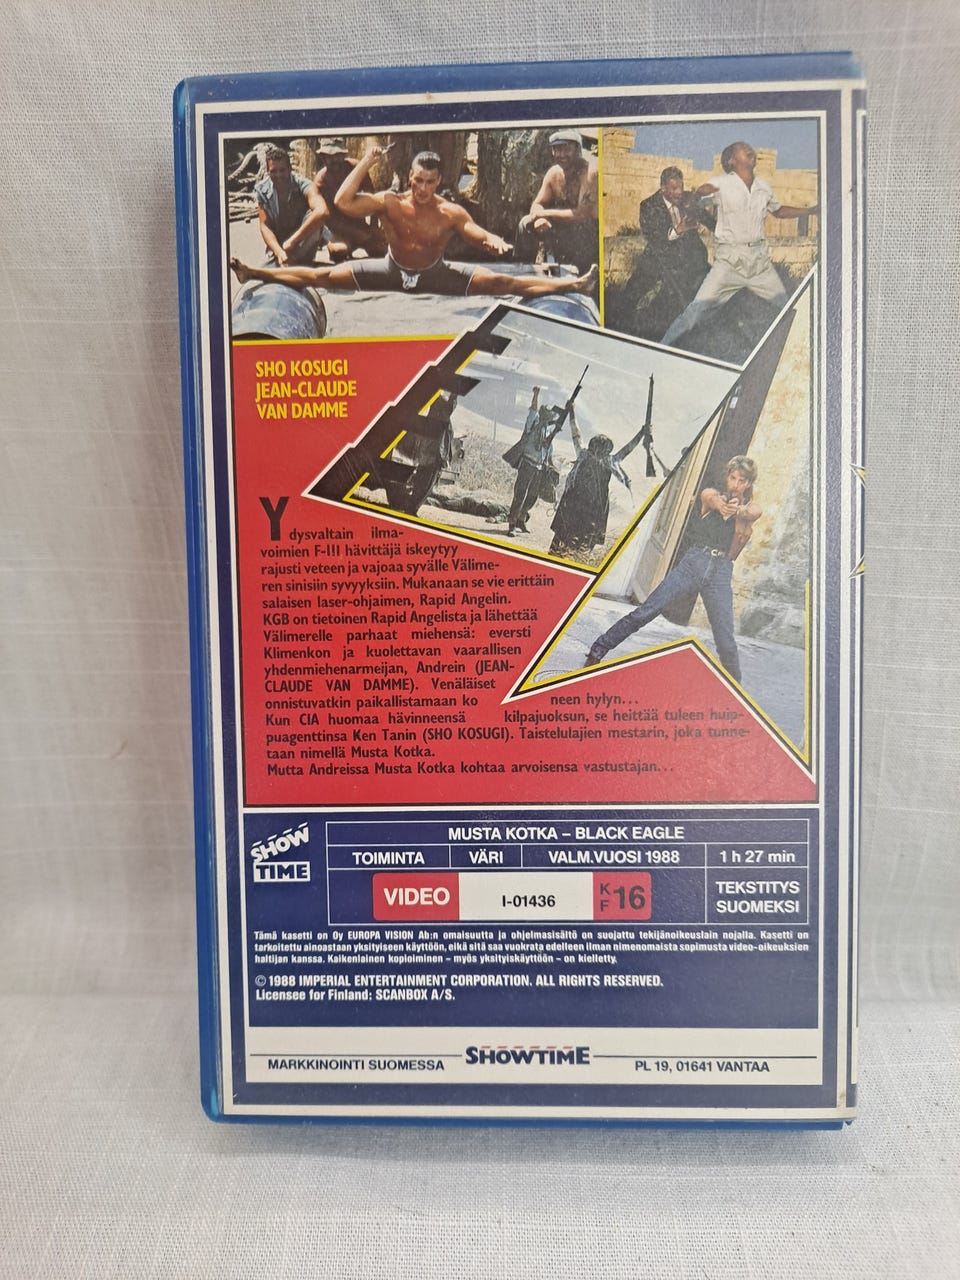 SHO KOSUGI
JEAN-CLAUDE
VAN DAMME
Ydysvaltain ilma-
voimien F-III hävittäjä iskeytyy
rajusti veteen ja vajoaa syvälle Välime-
ren sinisiin syvyyksiin. Mukanaan se vie erittäin
salaisen laser-ohjaimen, Rapid Angelin.
KGB on tietoinen Rapid Angelista ja lähettää
Välimerelle parhaat miehensä: eversti
Klimenkon ja kuolettavan vaarallisen
yhdenmiehenarmeijan, Andrein (JEAN-
CLAUDE VAN DAMME). Venäläiset
onnistuvatkin paikallistamaan ko neen hylyn...
Kun CIA huomaa hävinneensä kilpajuoksun, se heittää tuleen huip-
puagenttinsa Ken Tanin (SHO KOSUGI). Taistelulajien mestarin, joka tunne-
taan nimellä Musta Kotka.
Mutta Andreissa Musta Kotka kohtaa arvoisensa vastustajan...
SHOW
TIME
MUSTA KOTKA – BLACK EAGLE
TOIMINTA VÄRI VALM.VUOSI 1988 1 h 27 min
VIDEO I-01436 K F 16
TEKSTITYS
SUOMEKSI
Tämä kasetti on Oy EUROPA VISION Ab:n omaisuutta ja ohjelmasisältö on suojattu tekijänoikeuslain nojalla. Kasetti on
tarkoitettu ainoastaan yksityiseen käyttöön, eikä sitä saa vuokrata edelleen ilman nimenomaista sopimusta video-oikeuksien
haltijan kanssa. Kaikenlainen kopioiminen – myös yksityiskäyttöön – on kielletty.
© 1988 IMPERIAL ENTERTAINMENT CORPORATION. ALL RIGHTS RESERVED.
Licensee for Finland: SCANBOX A/S.
MARKKINOINTI SUOMESSA SHOWTIME PL 19, 01641 VANTAA